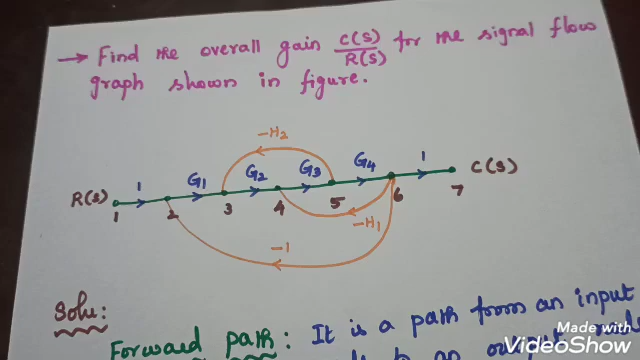 → Find the overall gain C(S)/R(S) for the signal flow
graph shown in figure.
-H2
R(S) 1 G1 G2 G3 G4 1 C(S)
1 2 3 4 5 6 7
-H1
-1
Solu:
Forward path: It is a path from an input
Made with
VideoShow